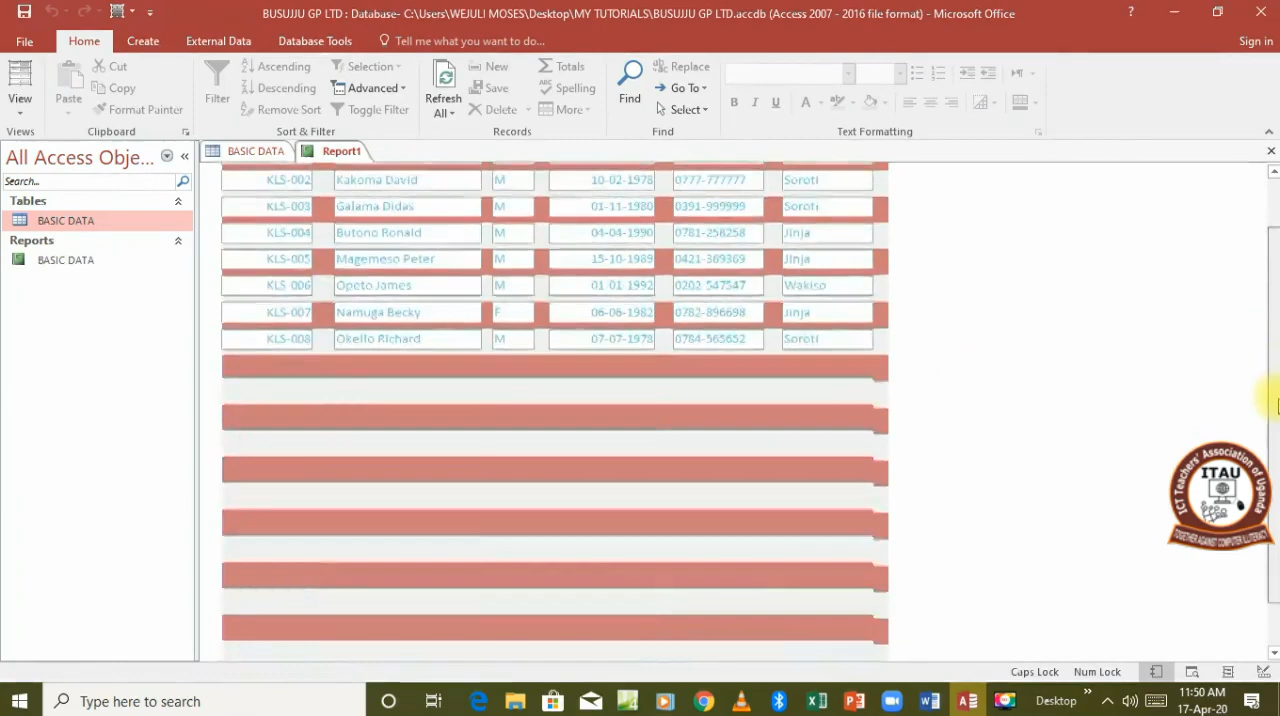 BUSUJJU GP LTD : Database- C:\Users\WEJULI MOSES\Desktop\MY TUTORIALS\BUSUJJU GP LTD.accdb (Access 2007 - 2016 file format) - Microsoft Office
?
File Home Create External Data Database Tools Tell me what you want to do... Sign in
View
Views
Paste
Cut
Copy
Format Painter
Clipboard
Filter
Ascending
Descending
Remove Sort
Selection
Advanced
Toggle Filter
Sort & Filter
Refresh
All
New
Save
Delete
Totals
Spelling
More
Records
Find
Replace
Go To
Select
Find
B I U A
Text Formatting
All Access Obje...
Search...
Tables
BASIC DATA
Reports
BASIC DATA
BASIC DATA Report1
KLS-002 Kakoma David M 10-02-1978 0777-777777 Soroti
KLS-003 Galama Didas M 01-11-1980 0391-999999 Soroti
KLS-004 Butono Ronald M 04-04-1990 0781-258258 Jinja
KLS-005 Magemeso Peter M 15-10-1989 0421-369369 Jinja
KLS-006 Opeto James M 01-01-1992 0202-547547 Wakiso
KLS-007 Namuga Becky F 06-06-1982 0782-896698 Jinja
KLS-008 Okello Richard M 07-07-1978 0784-565652 Soroti
ICT Teachers' Association of Uganda
ITAU
TOGETHER AGAINST COMPUTER ILLITERACY
Caps Lock Num Lock
Type here to search
Desktop
11:50 AM
17-Apr-20